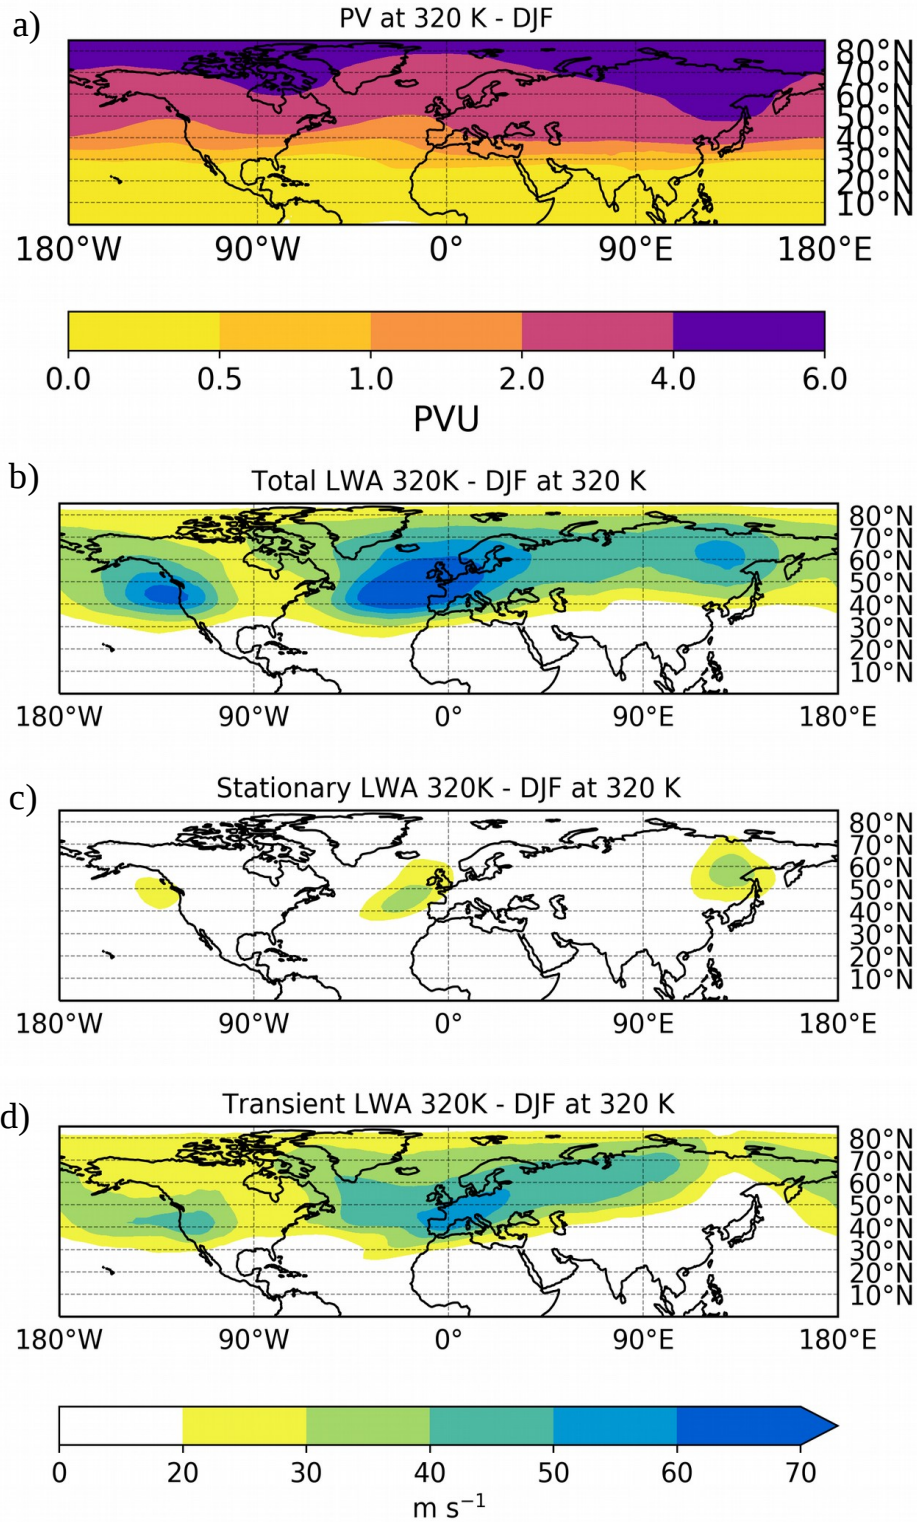 a)
PV at 320 K - DJF
80°N
70°N
60°N
50°N
40°N
30°N
20°N
10°N
180°W 90°W 0° 90°E 180°E
0.0 0.5 1.0 2.0 4.0 6.0
PVU
b)
Total LWA 320K - DJF at 320 K
80°N
70°N
60°N
50°N
40°N
30°N
20°N
10°N
180°W 90°W 0° 90°E 180°E
c)
Stationary LWA 320K - DJF at 320 K
80°N
70°N
60°N
50°N
40°N
30°N
20°N
10°N
180°W 90°W 0° 90°E 180°E
d)
Transient LWA 320K - DJF at 320 K
80°N
70°N
60°N
50°N
40°N
30°N
20°N
10°N
180°W 90°W 0° 90°E 180°E
0 20 30 40 50 60 70
m s⁻¹